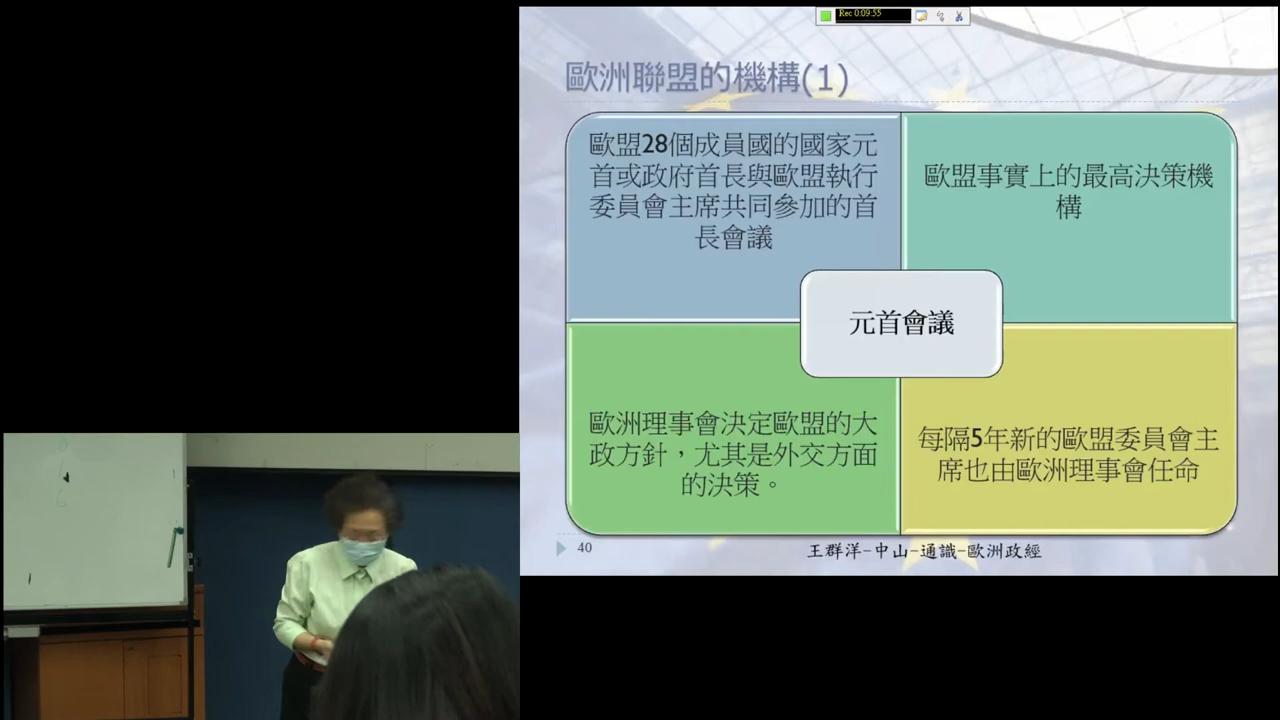 Rec 0:09:55
歐洲聯盟的機構(1)
歐盟28個成員國的國家元
首或政府首長與歐盟執行
委員會主席共同參加的首
長會議
歐盟事實上的最高決策機
構
元首會議
歐洲理事會決定歐盟的大
政方針，尤其是外交方面
的決策。
每隔5年新的歐盟委員會主
席也由歐洲理事會任命
40
王群洋-中山-通識-歐洲政經